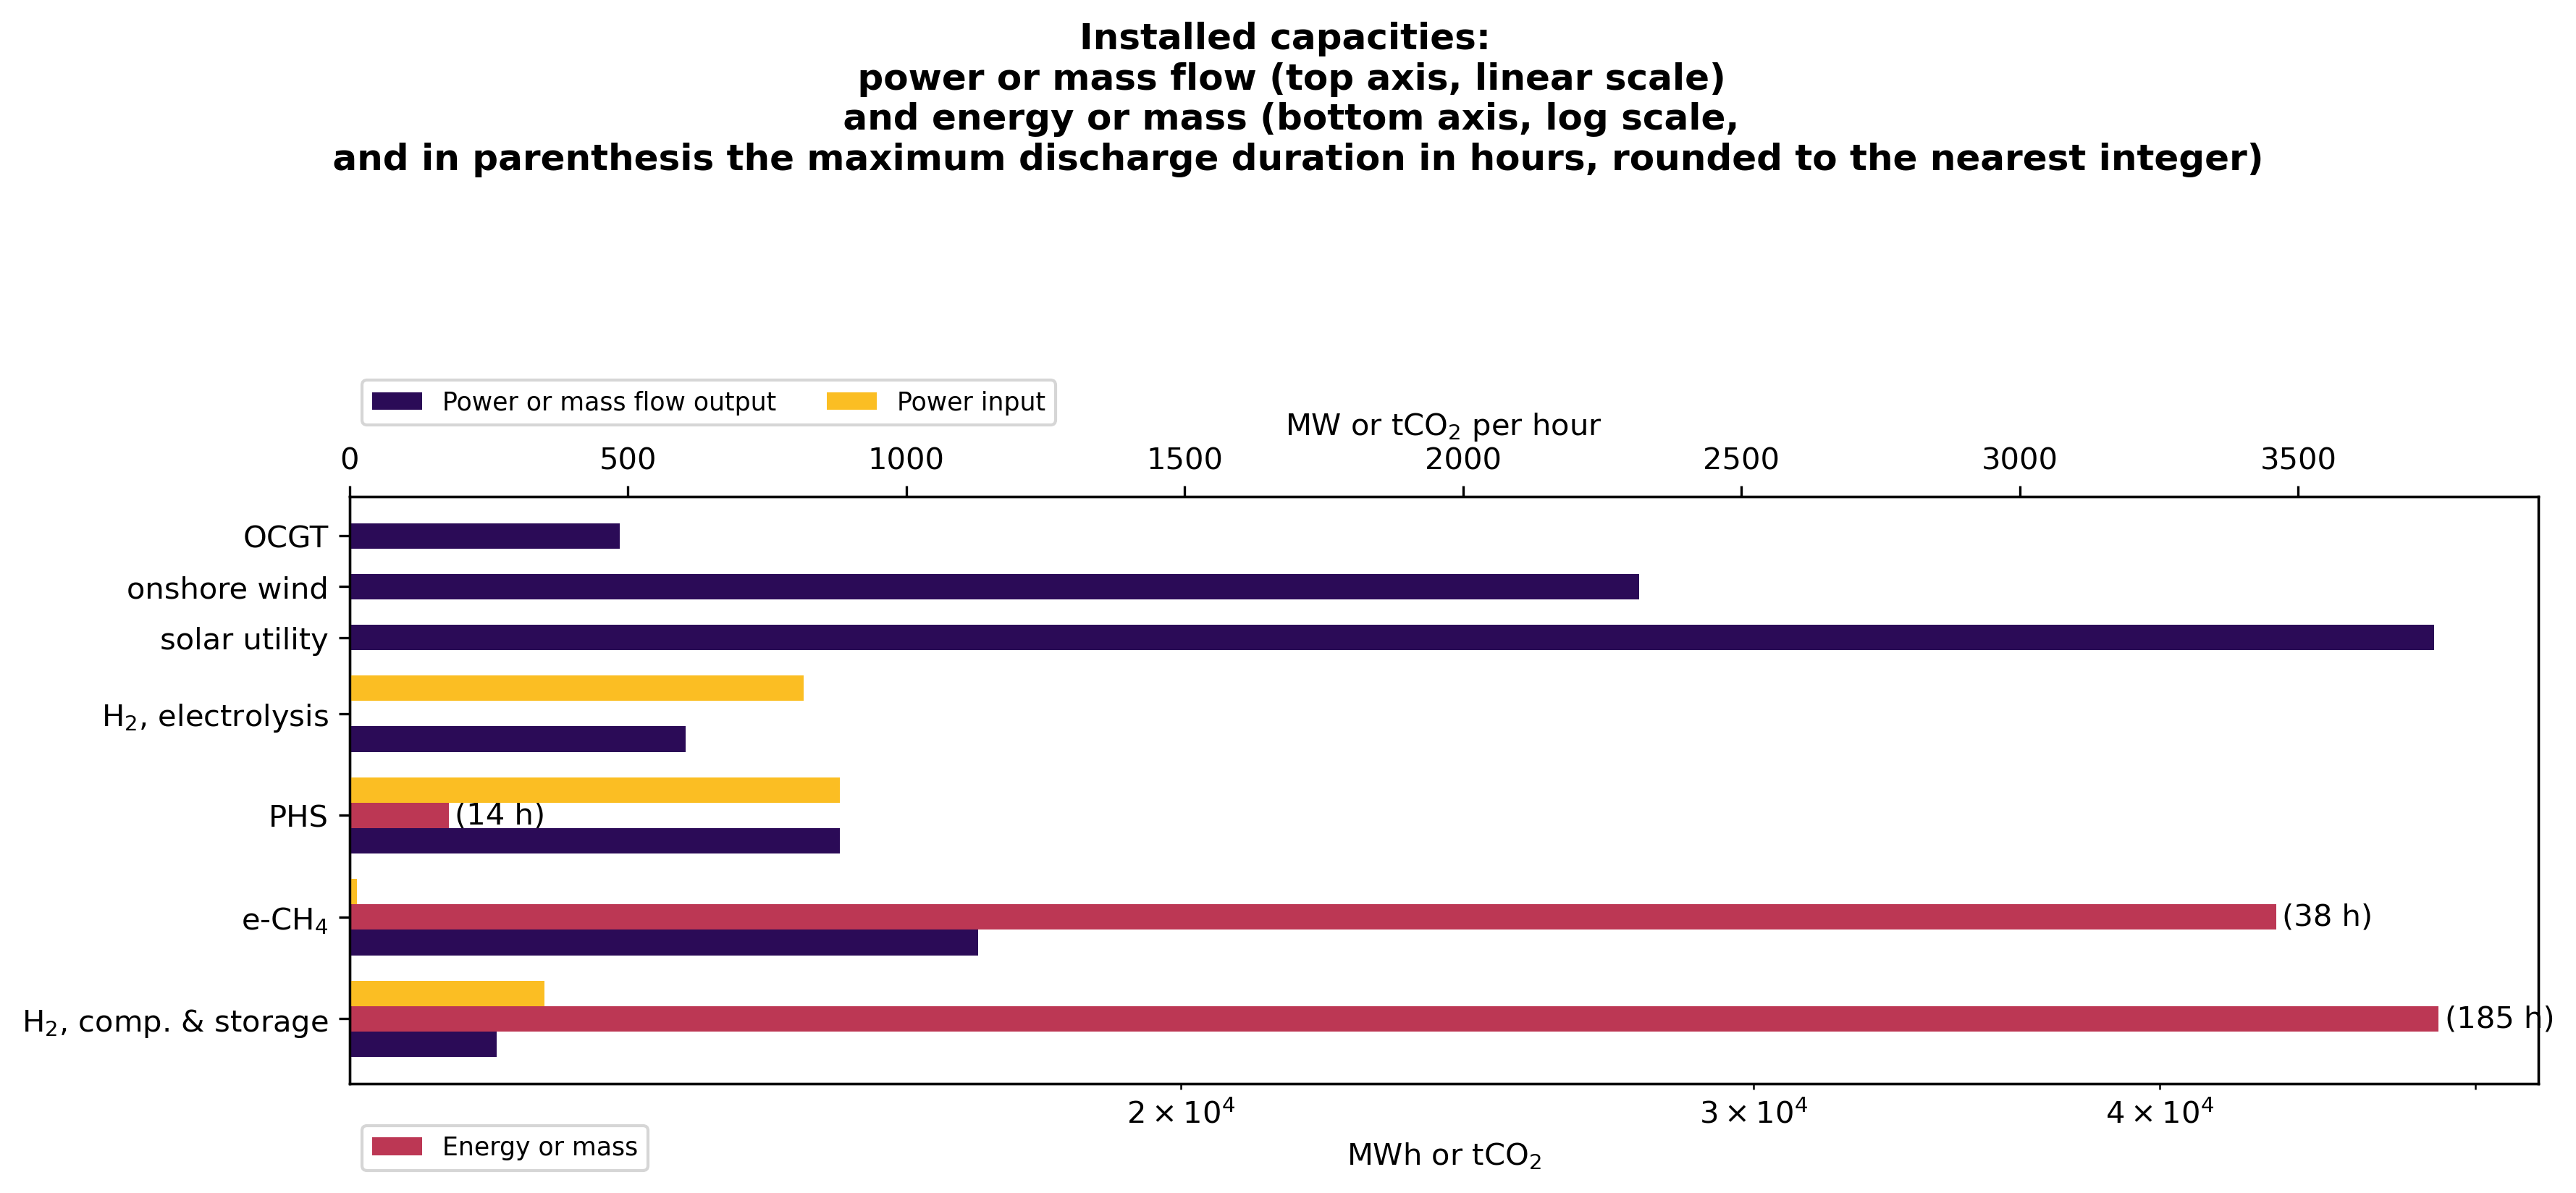 Installed capacities:
power or mass flow (top axis, linear scale)
and energy or mass (bottom axis, log scale,
and in parenthesis the maximum discharge duration in hours, rounded to the nearest integer)
Power or mass flow output
Power input
MW or tCO₂ per hour
0 500 1000 1500 2000 2500 3000 3500
OCGT
onshore wind
solar utility
H₂, electrolysis
PHS
(14 h)
e-CH₄
(38 h)
H₂, comp. & storage
(185 h)
2 × 10⁴ 3 × 10⁴ 4 × 10⁴
Energy or mass
MWh or tCO₂